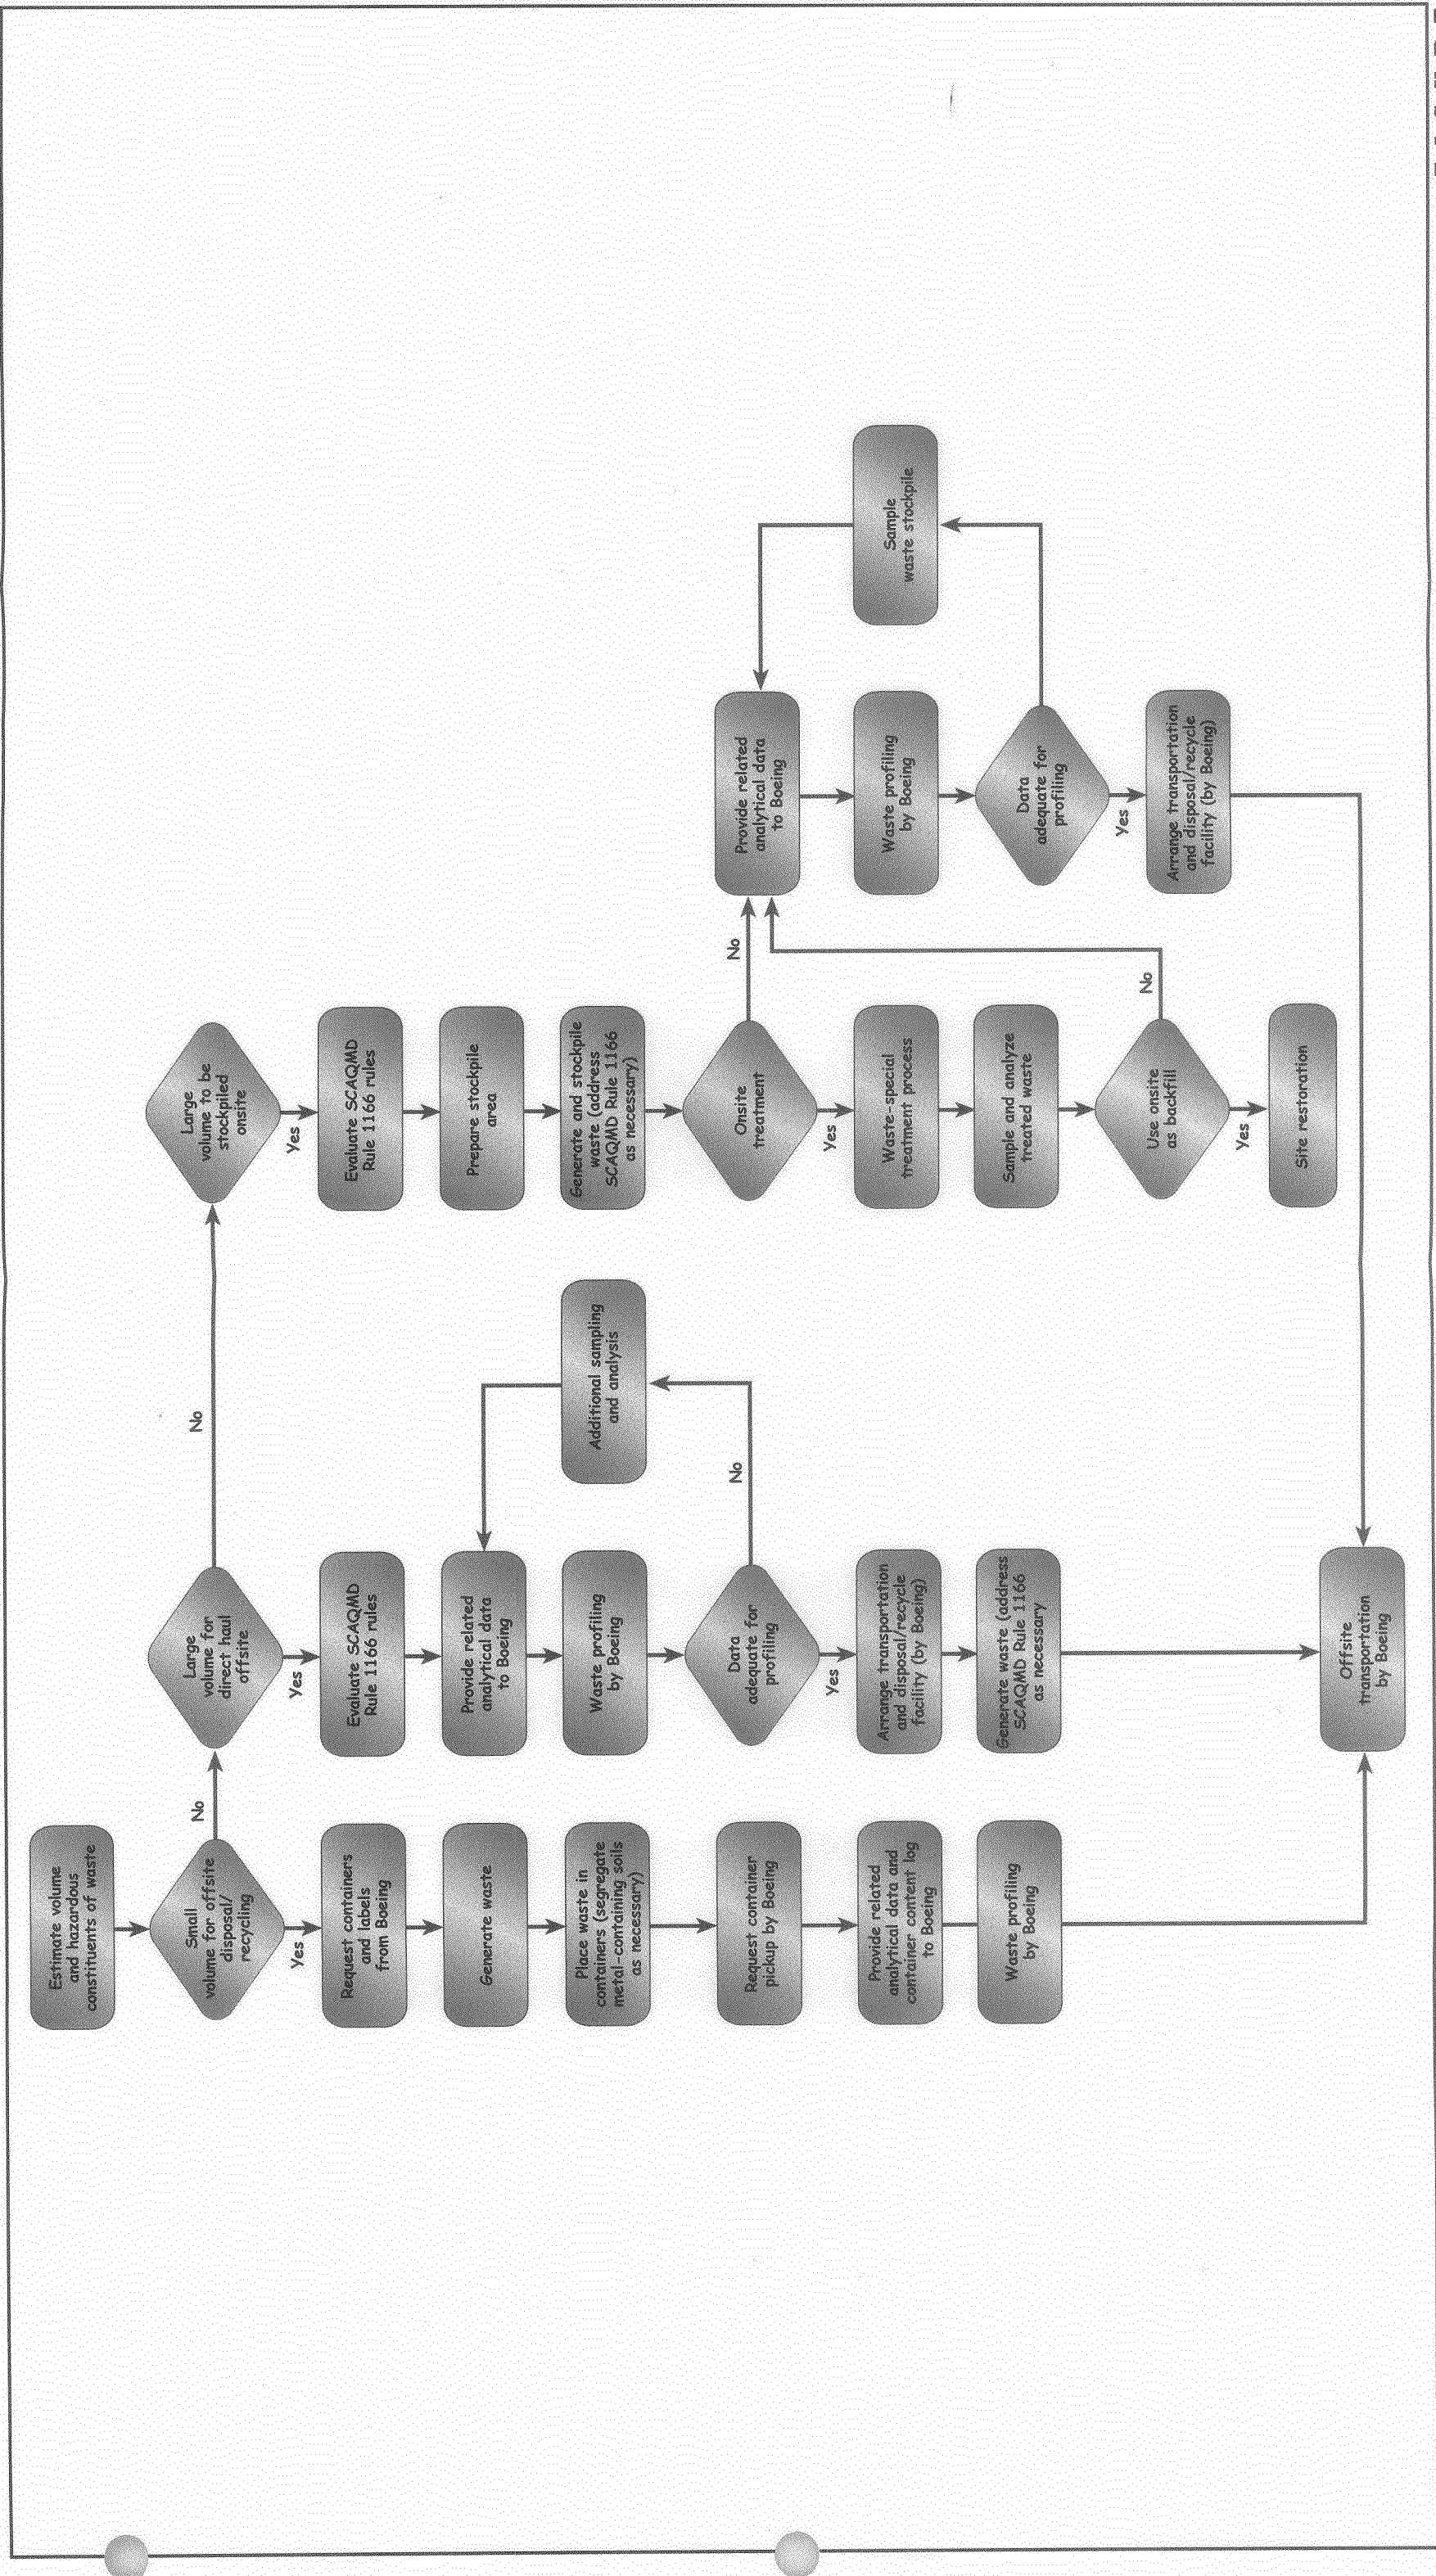 Estimate volume
and hazardous
constituents of waste
Small
volume for offsite
disposal/
recycling
No
Yes
Request containers
and labels
from Boeing
Generate waste
Place waste in
containers (segregate
metal-containing soils
as necessary)
Request container
pickup by Boeing
Provide related
analytical data and
container content log
to Boeing
Waste profiling
by Boeing
Large
volume for
direct haul
offsite
No
Yes
Evaluate SCAQMD
Rule 1166 rules
Provide related
analytical data
to Boeing
Waste profiling
by Boeing
Data
adequate for
profiling
No
Yes
Additional sampling
and analysis
Arrange transportation
and disposal/recycle
facility (by Boeing)
Generate waste (address
SCAQMD Rule 1166
as necessary
Offsite
transportation
by Boeing
Large
volume to be
stockpiled
onsite
Yes
Evaluate SCAQMD
Rule 1166 rules
Prepare stockpile
area
Generate and stockpile
waste (address
SCAQMD Rule 1166
as necessary)
Onsite
treatment
No
Yes
Waste-special
treatment process
Sample and analyze
treated waste
Use onsite
as backfill
No
Yes
Site restoration
Provide related
analytical data
to Boeing
Waste profiling
by Boeing
Data
adequate for
profiling
Yes
Arrange transportation
and disposal/recycle
facility (by Boeing)
Sample
waste stockpile